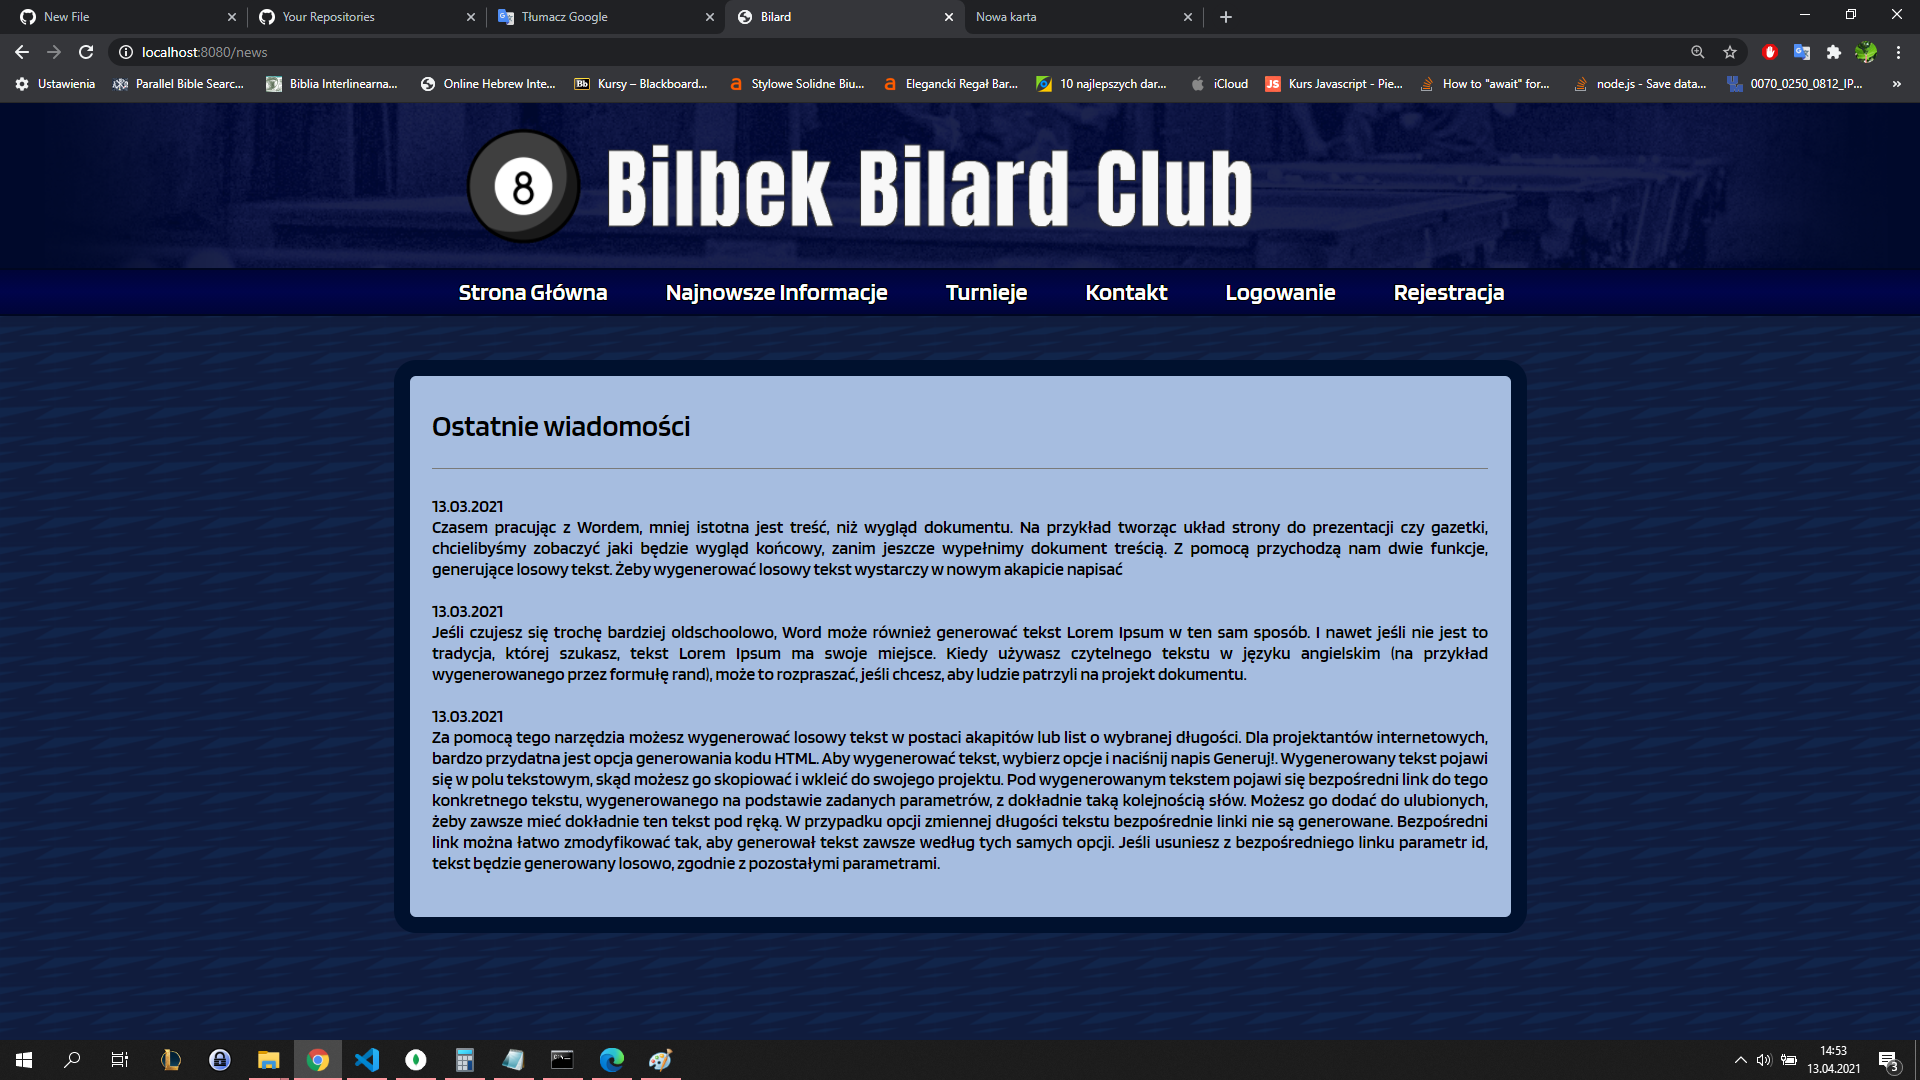 New File
Your Repositories
Tłumacz Google
Bilard
Nowa karta
localhost:8080/news
Ustawienia
Parallel Bible Searc...
Biblia Interlinearna...
Online Hebrew Inte...
Bb
Kursy – Blackboard...
a
Stylowe Solidne Biu...
a
Elegancki Regał Bar...
10 najlepszych dar...
iCloud
JS
Kurs Javascript - Pie...
How to "await" for...
node.js - Save data...
0070_0250_0812_IP...
»
8
Bilbek Bilard Club
Strona Główna
Najnowsze Informacje
Turnieje
Kontakt
Logowanie
Rejestracja
Ostatnie wiadomości
13.03.2021
Czasem pracując z Wordem, mniej istotna jest treść, niż wygląd dokumentu. Na przykład tworząc układ strony do prezentacji czy gazetki,
chcielibyśmy zobaczyć jaki będzie wygląd końcowy, zanim jeszcze wypełnimy dokument treścią. Z pomocą przychodzą nam dwie funkcje,
generujące losowy tekst. Żeby wygenerować losowy tekst wystarczy w nowym akapicie napisać
13.03.2021
Jeśli czujesz się trochę bardziej oldschoolowo, Word może również generować tekst Lorem Ipsum w ten sam sposób. I nawet jeśli nie jest to
tradycja, której szukasz, tekst Lorem Ipsum ma swoje miejsce. Kiedy używasz czytelnego tekstu w języku angielskim (na przykład
wygenerowanego przez formułę rand), może to rozpraszać, jeśli chcesz, aby ludzie patrzyli na projekt dokumentu.
13.03.2021
Za pomocą tego narzędzia możesz wygenerować losowy tekst w postaci akapitów lub list o wybranej długości. Dla projektantów internetowych,
bardzo przydatna jest opcja generowania kodu HTML. Aby wygenerować tekst, wybierz opcje i naciśnij napis Generuj!. Wygenerowany tekst pojawi
się w polu tekstowym, skąd możesz go skopiować i wkleić do swojego projektu. Pod wygenerowanym tekstem pojawi się bezpośredni link do tego
konkretnego tekstu, wygenerowanego na podstawie zadanych parametrów, z dokładnie taką kolejnością słów. Możesz go dodać do ulubionych,
żeby zawsze mieć dokładnie ten tekst pod ręką. W przypadku opcji zmiennej długości tekstu bezpośrednie linki nie są generowane. Bezpośredni
link można łatwo zmodyfikować tak, aby generował tekst zawsze według tych samych opcji. Jeśli usuniesz z bezpośredniego linku parametr id,
tekst będzie generowany losowo, zgodnie z pozostałymi parametrami.
14:53
13.04.2021
3